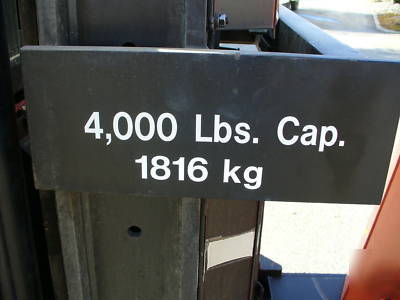 4,000 Lbs. Cap.
1816 kg